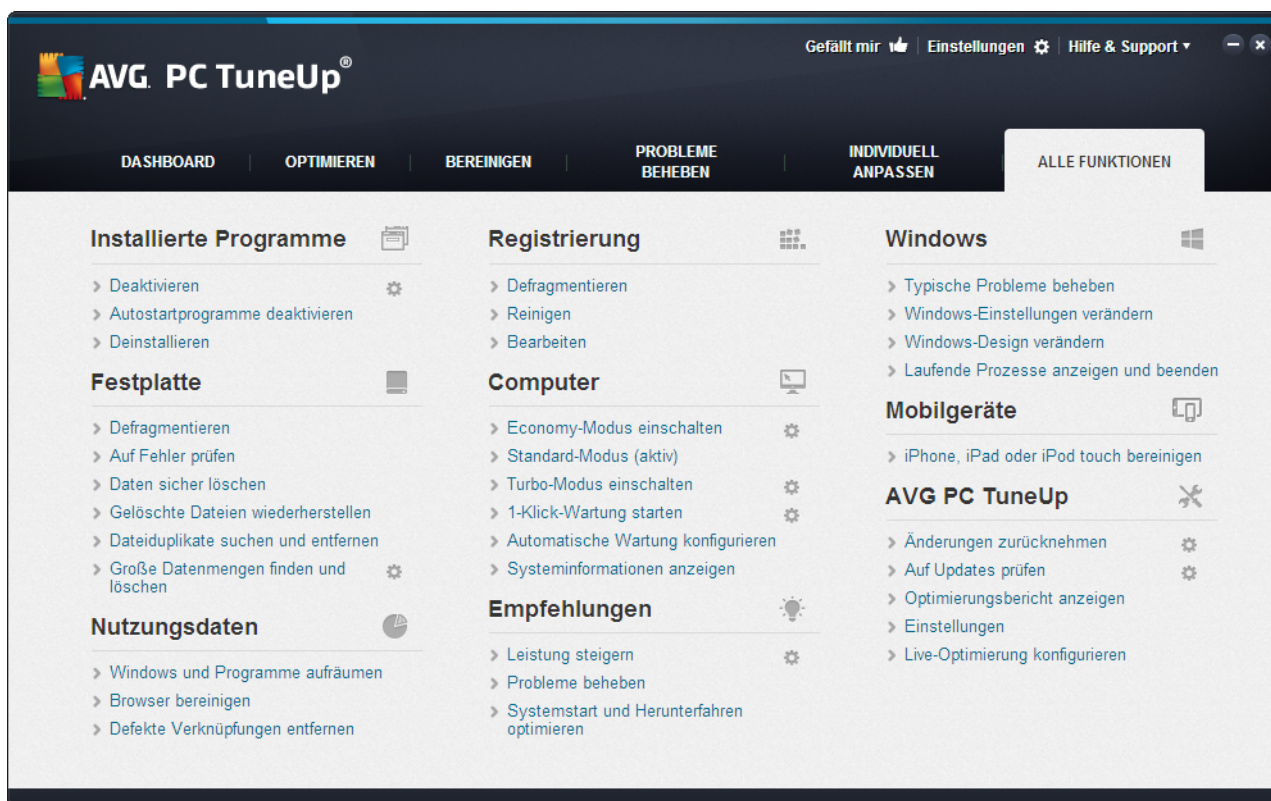 Gefällt mir
Einstellungen
Hilfe & Support
AVG. PC TuneUp®
DASHBOARD
OPTIMIEREN
BEREINIGEN
PROBLEME
BEHEBEN
INDIVIDUELL
ANPASSEN
ALLE FUNKTIONEN
Installierte Programme
Deaktivieren
Autostartprogramme deaktivieren
Deinstallieren
Festplatte
Defragmentieren
Auf Fehler prüfen
Daten sicher löschen
Gelöschte Dateien wiederherstellen
Dateiduplikate suchen und entfernen
Große Datenmengen finden und
löschen
Nutzungsdaten
Windows und Programme aufräumen
Browser bereinigen
Defekte Verknüpfungen entfernen
Registrierung
Defragmentieren
Reinigen
Bearbeiten
Computer
Economy-Modus einschalten
Standard-Modus (aktiv)
Turbo-Modus einschalten
1-Klick-Wartung starten
Automatische Wartung konfigurieren
Systeminformationen anzeigen
Empfehlungen
Leistung steigern
Probleme beheben
Systemstart und Herunterfahren
optimieren
Windows
Typische Probleme beheben
Windows-Einstellungen verändern
Windows-Design verändern
Laufende Prozesse anzeigen und beenden
Mobilgeräte
iPhone, iPad oder iPod touch bereinigen
AVG PC TuneUp
Änderungen zurücknehmen
Auf Updates prüfen
Optimierungsbericht anzeigen
Einstellungen
Live-Optimierung konfigurieren